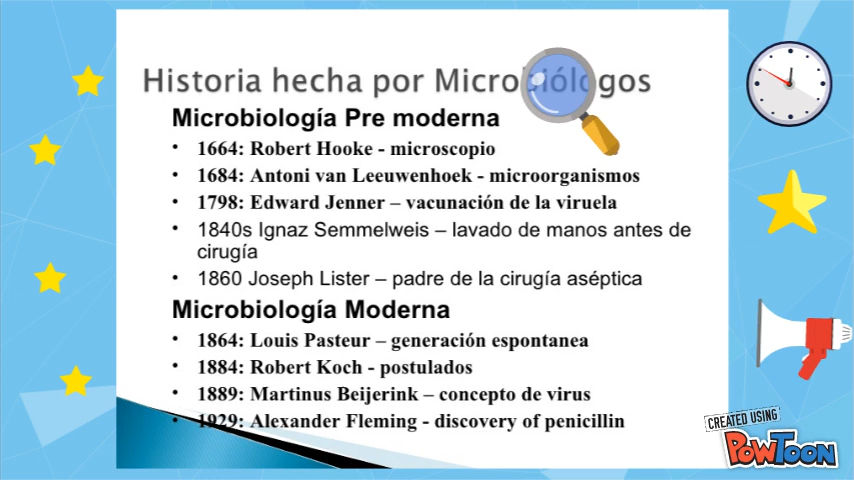 Historia hecha por Microbiólogos
Microbiología Pre moderna
• 1664: Robert Hooke - microscopio
• 1684: Antoni van Leeuwenhoek - microorganismos
• 1798: Edward Jenner – vacunación de la viruela
• 1840s Ignaz Semmelweis – lavado de manos antes de
cirugía
• 1860 Joseph Lister – padre de la cirugía aséptica
Microbiología Moderna
• 1864: Louis Pasteur – generación espontanea
• 1884: Robert Koch - postulados
• 1889: Martinus Beijerink – concepto de virus
• 1929: Alexander Fleming - discovery of penicillin
CREATED USING
POWTOON